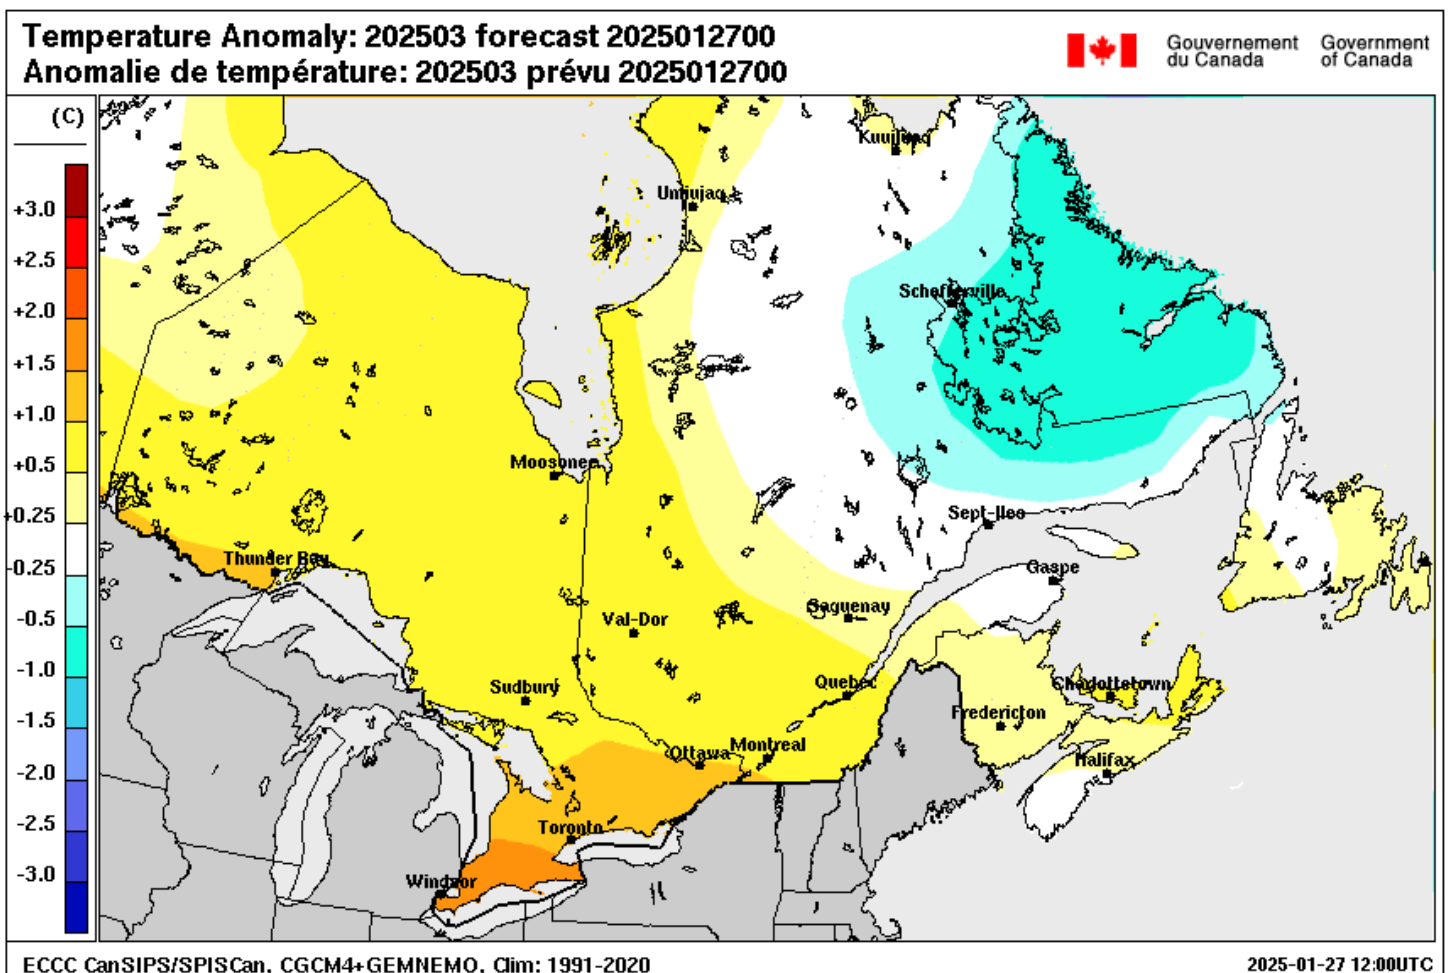 Temperature Anomaly: 202503 forecast 2025012700
Anomalie de température: 202503 prévu 2025012700
Gouvernement du Canada
Government of Canada
(C)
+3.0
+2.5
+2.0
+1.5
+1.0
+0.5
+0.25
-0.25
-0.5
-1.0
-1.5
-2.0
-2.5
-3.0
Kuujjuaq
Umiujaq
Schefferville
Moosonee
Sept-Iles
Thunder Bay
Gaspe
Saguenay
Val-Dor
Sudbury
Quebec
Charlottetown
Fredericton
Ottawa
Montreal
Halifax
Toronto
Windsor
ECCC CanSIPS/SPISCan, CGCM4+GEMNEMO, Clim: 1991-2020
2025-01-27 12:00UTC